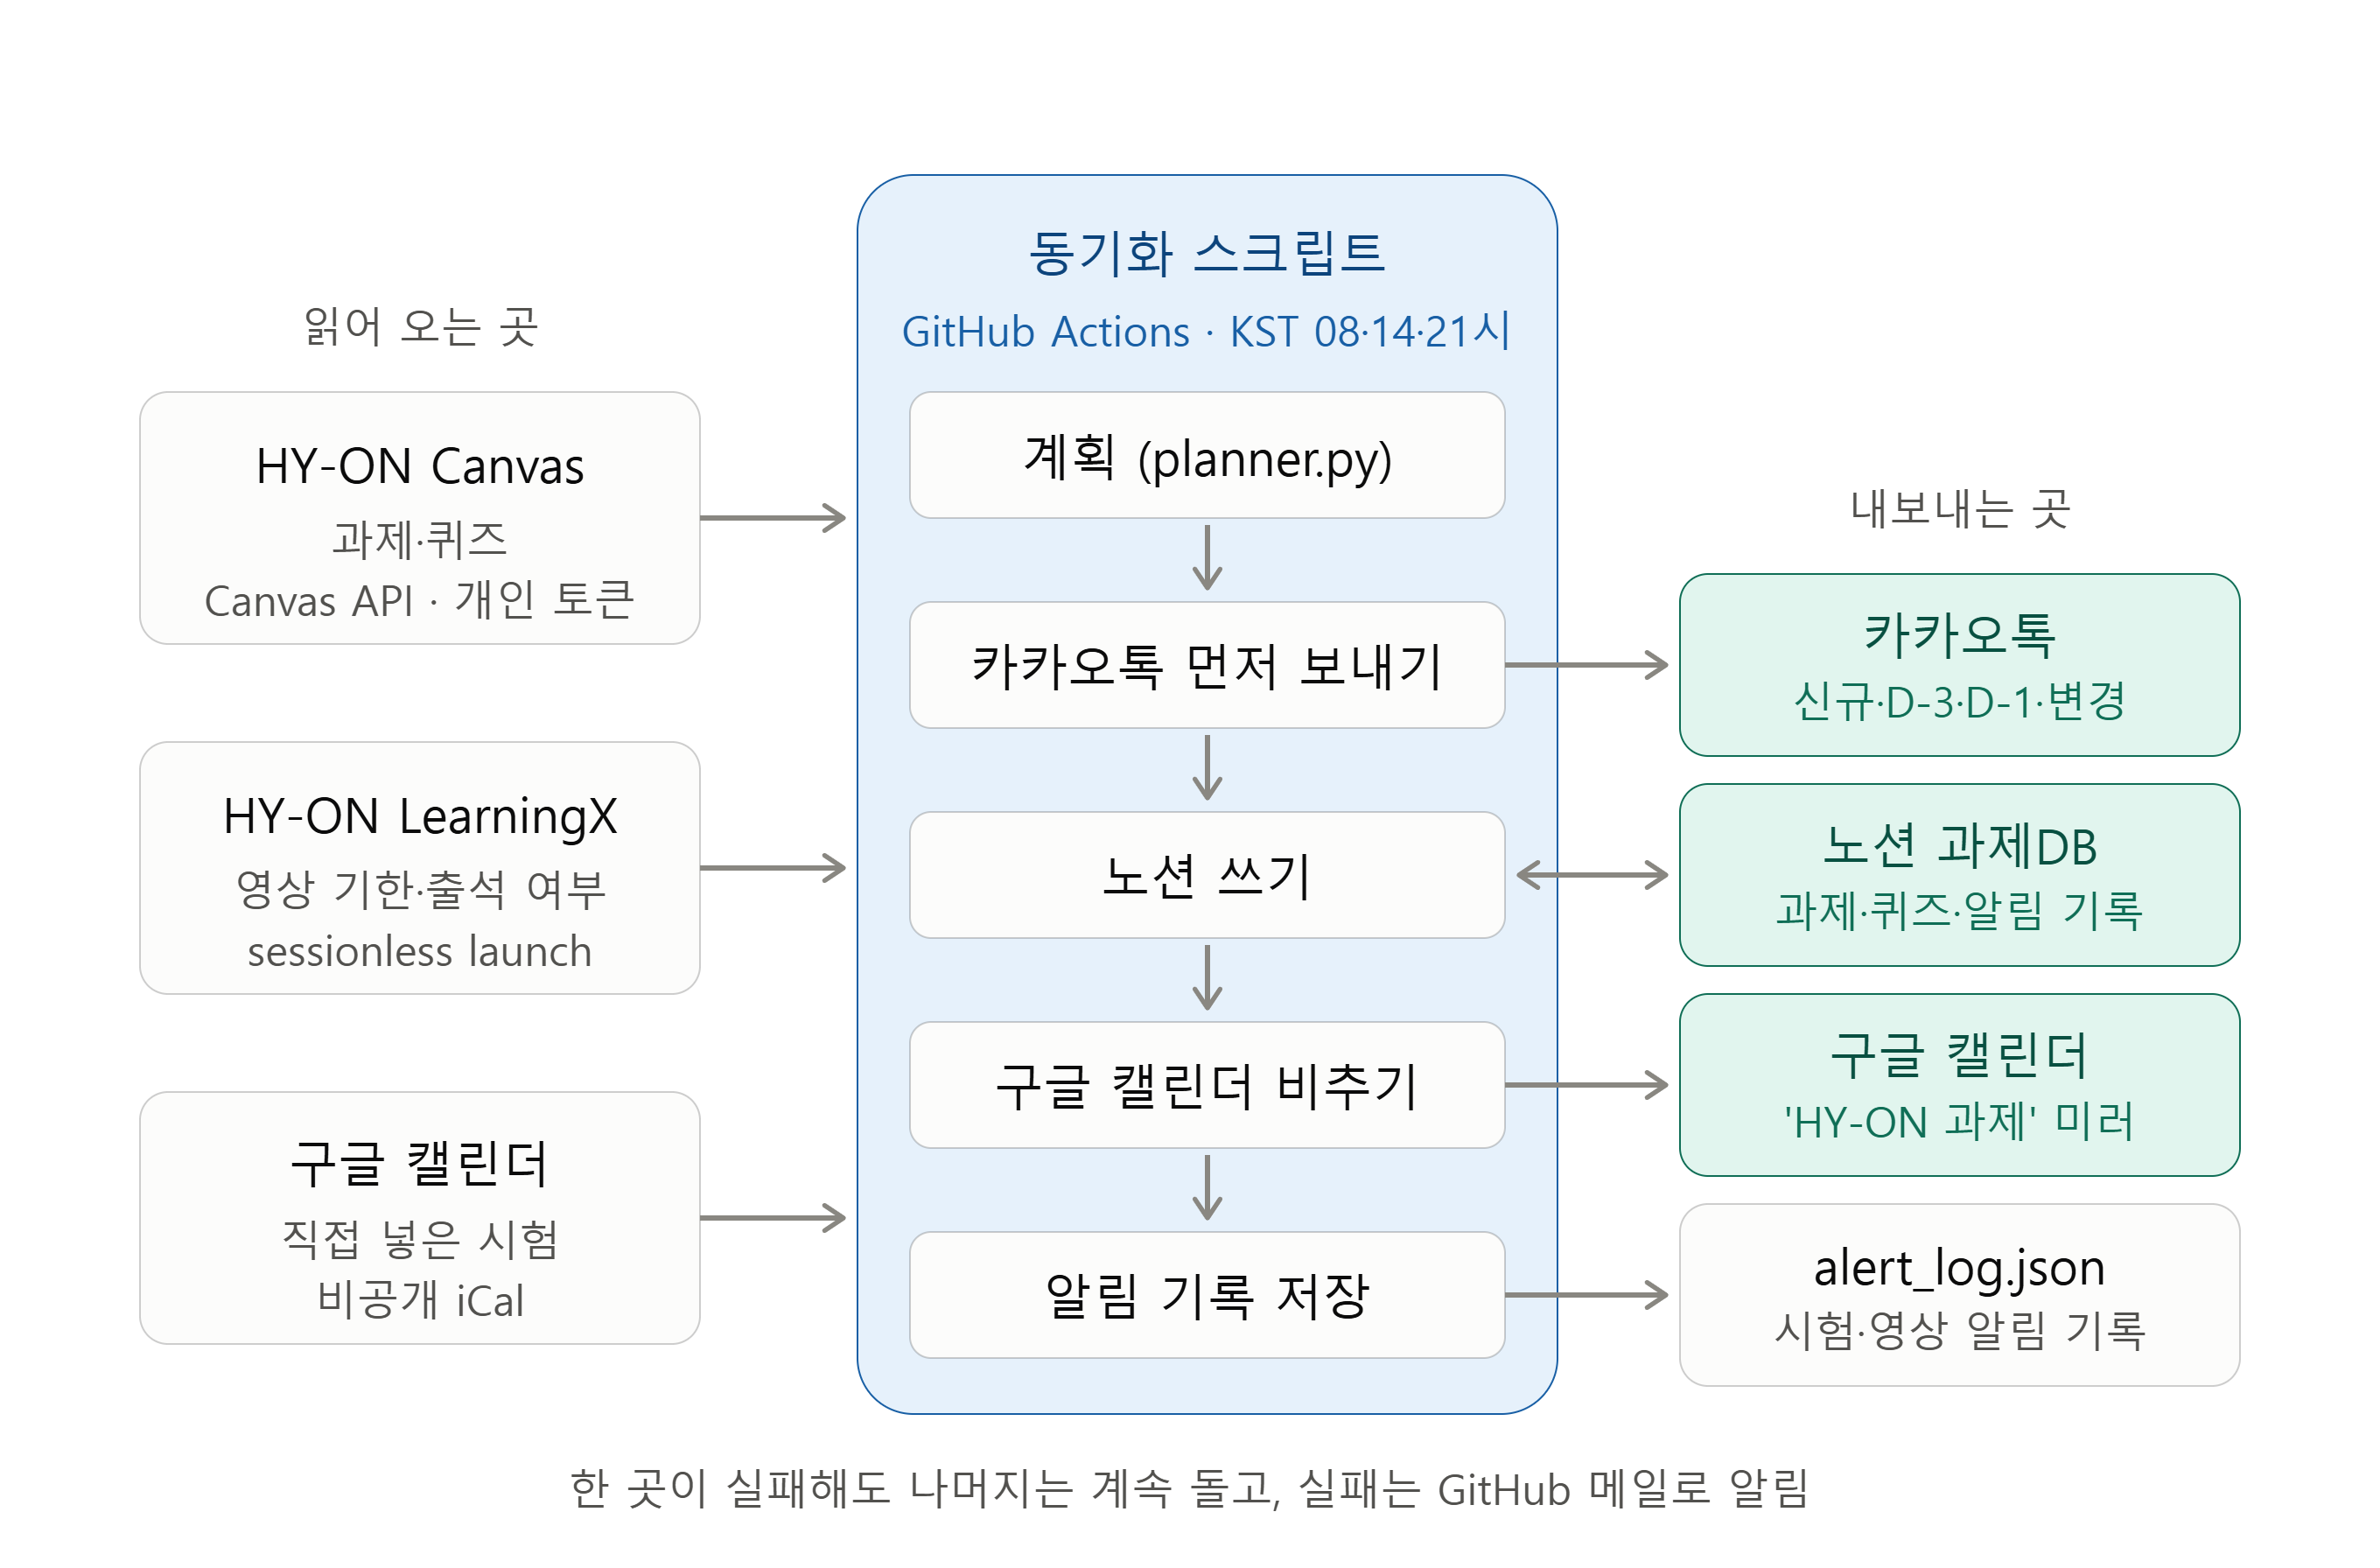 읽어 오는 곳
HY-ON Canvas
과제·퀴즈
Canvas API · 개인 토큰
HY-ON LearningX
영상 기한·출석 여부
sessionless launch
구글 캘린더
직접 넣은 시험
비공개 iCal
동기화 스크립트
GitHub Actions · KST 08·14·21시
계획 (planner.py)
카카오톡 먼저 보내기
노션 쓰기
구글 캘린더 비추기
알림 기록 저장
내보내는 곳
카카오톡
신규·D-3·D-1·변경
노션 과제DB
과제·퀴즈·알림 기록
구글 캘린더
'HY-ON 과제' 미러
alert_log.json
시험·영상 알림 기록
한 곳이 실패해도 나머지는 계속 돌고, 실패는 GitHub 메일로 알림